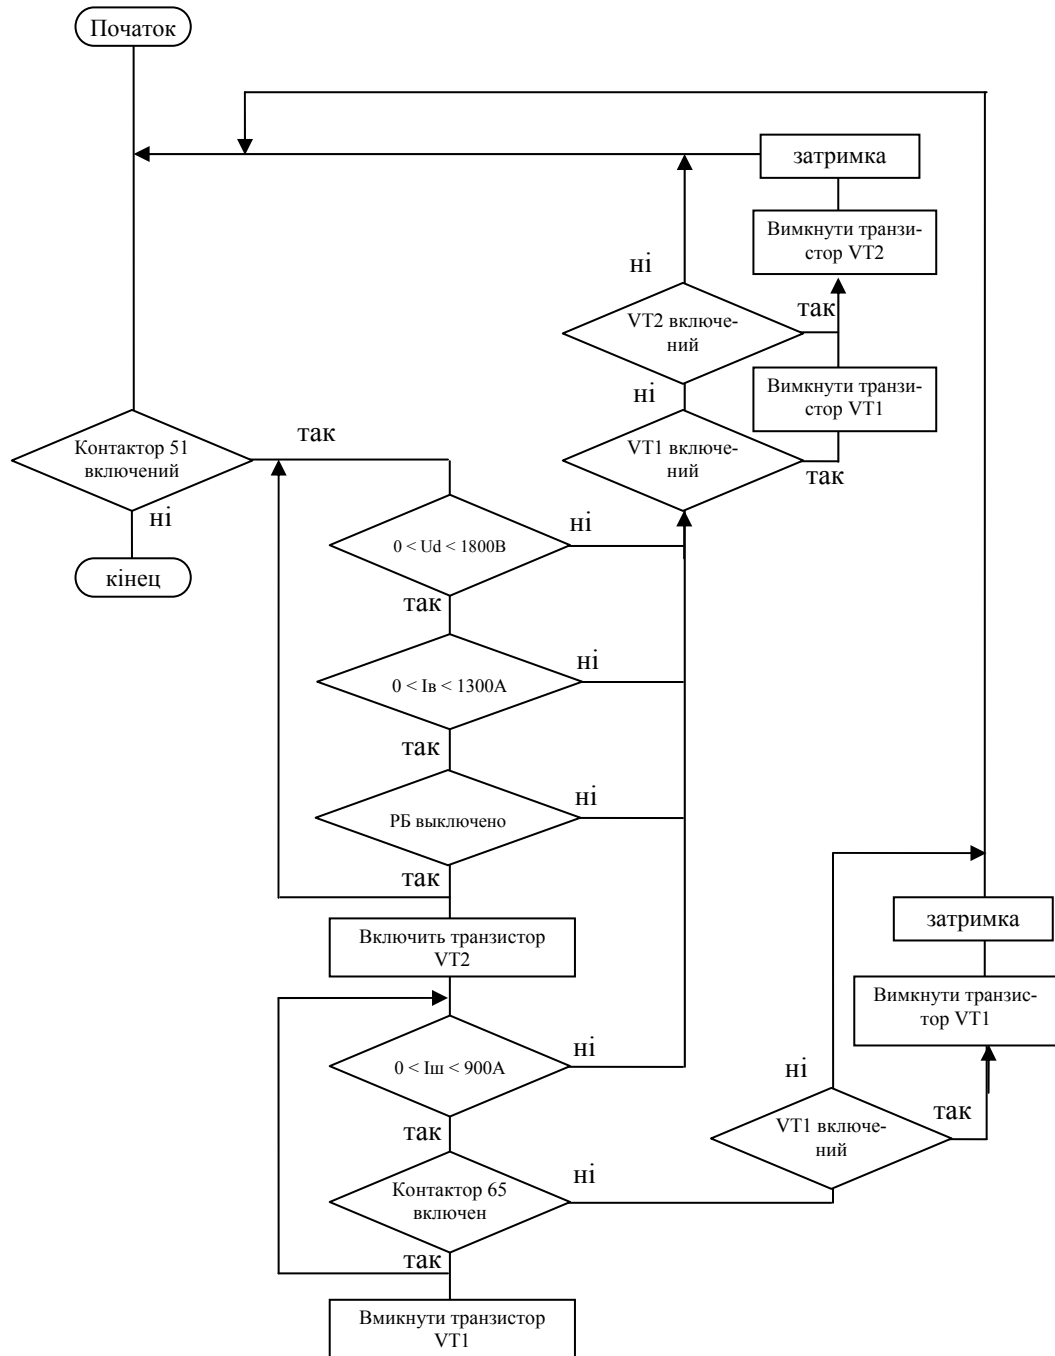 Початок
затримка
Вимкнути транзи-
стор VT2
ні
так
VT2 включе-
ний
ні
Вимкнути транзи-
стор VT1
так
Контактор 51
включений
VT1 включе-
ний
так
ні
ні
0 < Ud < 1800В
кінец
так
ні
0 < Iв < 1300А
так
ні
РБ выключено
так
затримка
Включить транзистор
VT2
Вимкнути транзис-
тор VT1
ні
0 < Iш < 900А
ні
так
так
VT1 включе-
ний
ні
Контактор 65
включен
так
Вмикнути транзистор
VT1